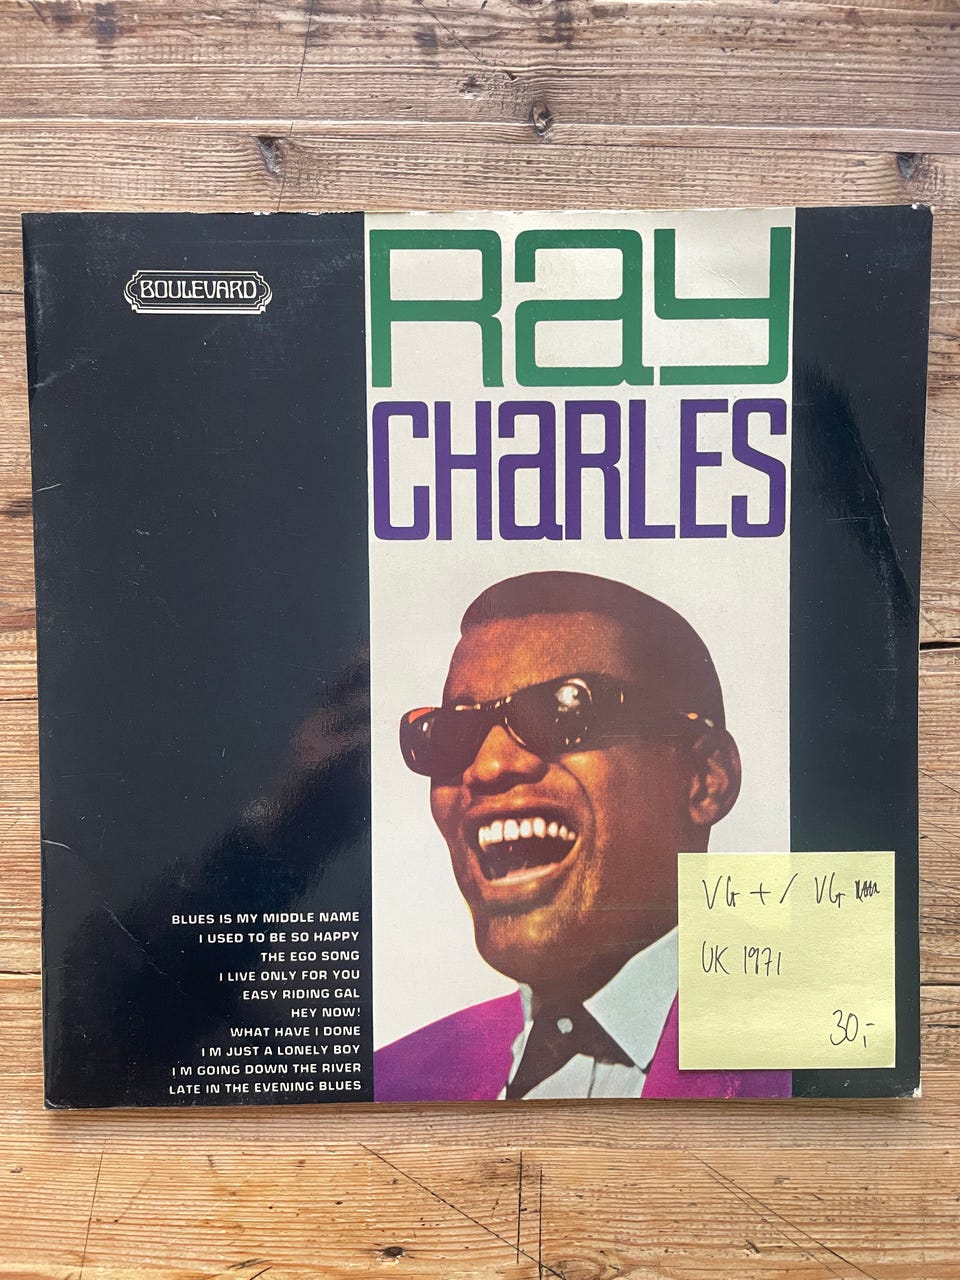 BOULEVARD
Ray
CHARLES
BLUES IS MY MIDDLE NAME
I USED TO BE SO HAPPY
THE EGO SONG
I LIVE ONLY FOR YOU
EASY RIDING GAL
HEY NOW!
WHAT HAVE I DONE
I M JUST A LONELY BOY
I M GOING DOWN THE RIVER
LATE IN THE EVENING BLUES
VG+/ VG
UK 1971
30,-